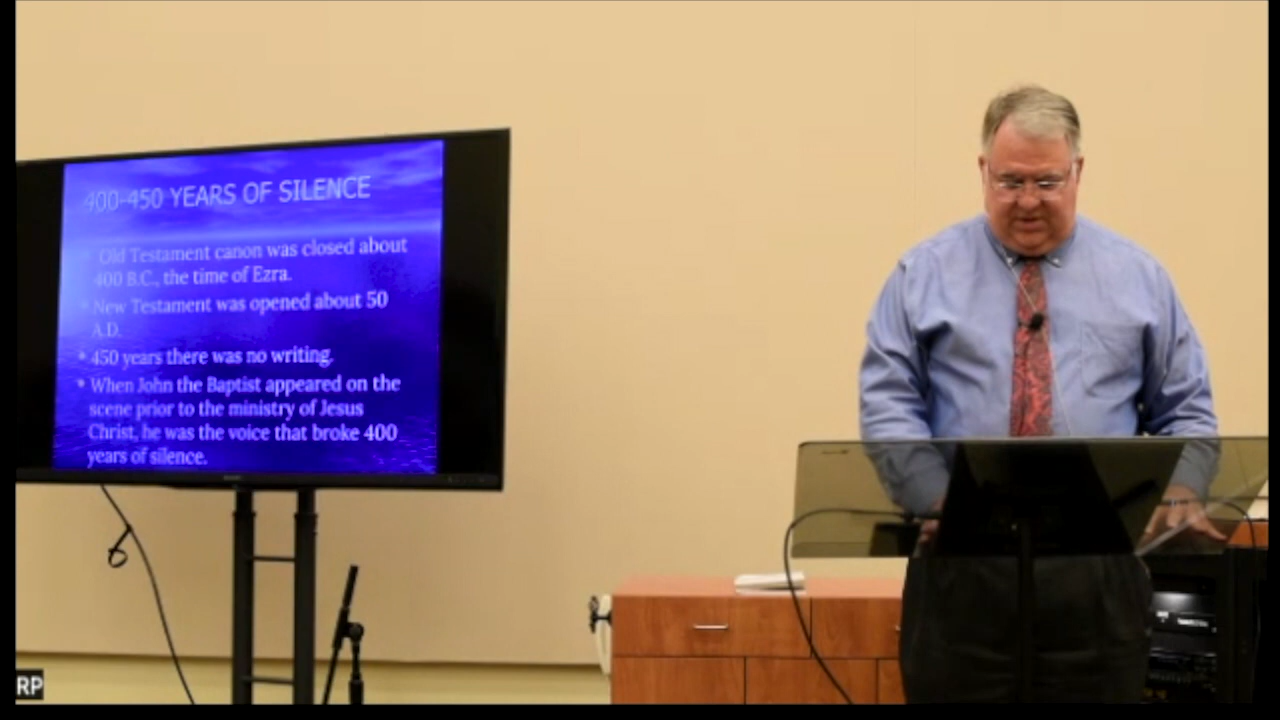 400-450 YEARS OF SILENCE
• Old Testament canon was closed about
400 B.C., the time of Ezra.
• New Testament was opened about 50
A.D.
• 450 years there was no writing.
• When John the Baptist appeared on the
scene prior to the ministry of Jesus
Christ, he was the voice that broke 400
years of silence.
RP